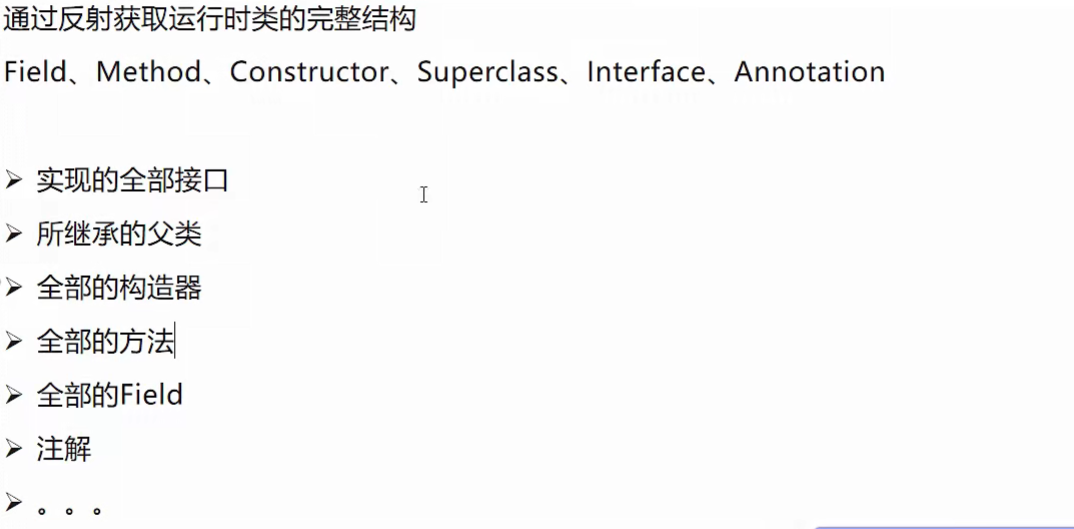 通过反射获取运行时类的完整结构
Field、Method、Constructor、Superclass、Interface、Annotation
➢ 实现的全部接口
➢ 所继承的父类
➢ 全部的构造器
➢ 全部的方法
➢ 全部的Field
➢ 注解
➢ 。。。